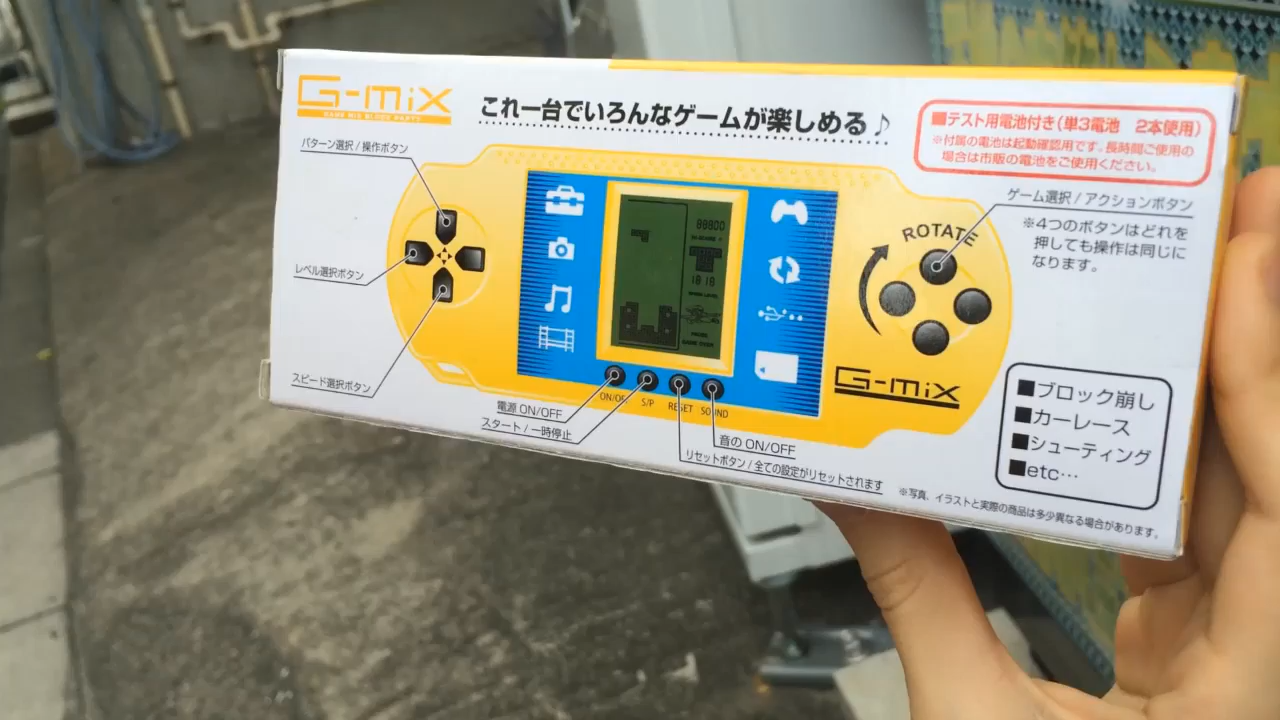 G-mix
GAME MIX BLOCK PARTY
これ一台でいろんなゲームが楽しめる♪
■テスト用電池付き(単3電池 2本使用)
※付属の電池は起動確認用です。長時間ご使用の
場合は市販の電池をご使用ください。
パターン選択/操作ボタン
レベル選択ボタン
スピード選択ボタン
ゲーム選択/アクションボタン
※4つのボタンはどれを
押しても操作は同じに
なります。
ROTATE
88800
1818
GAME OVER
ON/OFF
S/P
RESET
SOUND
G-mix
電源 ON/OFF
スタート/一時停止
音の ON/OFF
リセットボタン/全ての設定がリセットされます
■ブロック崩し
■カーレース
■シューティング
■etc…
※写真、イラストと実際の商品は多少異なる場合があります。